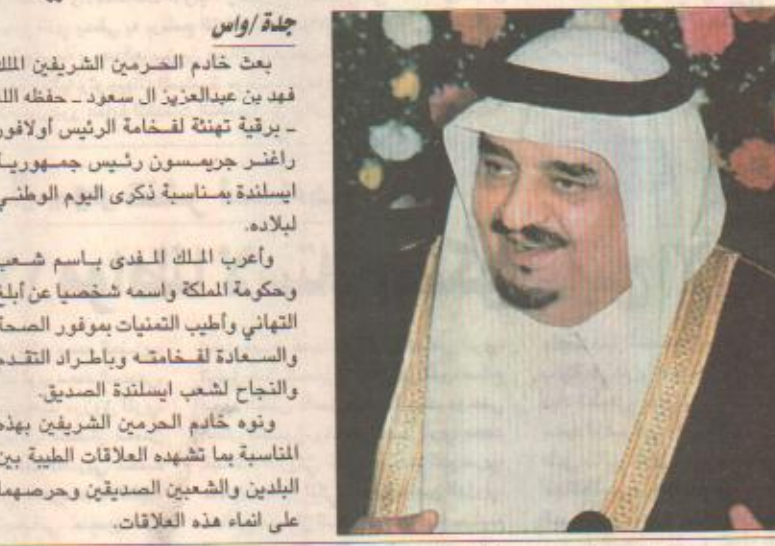 جدة / واس
بعث خادم الحرمين الشريفين الملك
فهد بن عبدالعزيز ال سعود ـ حفظه الله
ـ برقية تهنئة لفخامة الرئيس أولافور
راغنر جريمسون رئيس جمهورية
ايسلندة بمناسبة ذكرى اليوم الوطني
لبلاده.
وأعرب الملك المفدى باسم شعب
وحكومة المملكة واسمه شخصيا عن أبلغ
التهاني وأطيب التمنيات بموفور الصحة
والسعادة لفخامته وباطراد التقدم
والنجاح لشعب ايسلندة الصديق.
ونوه خادم الحرمين الشريفين بهذه
المناسبة بما تشهده العلاقات الطيبة بين
البلدين والشعبين الصديقين وحرصهما
على انماء هذه العلاقات.